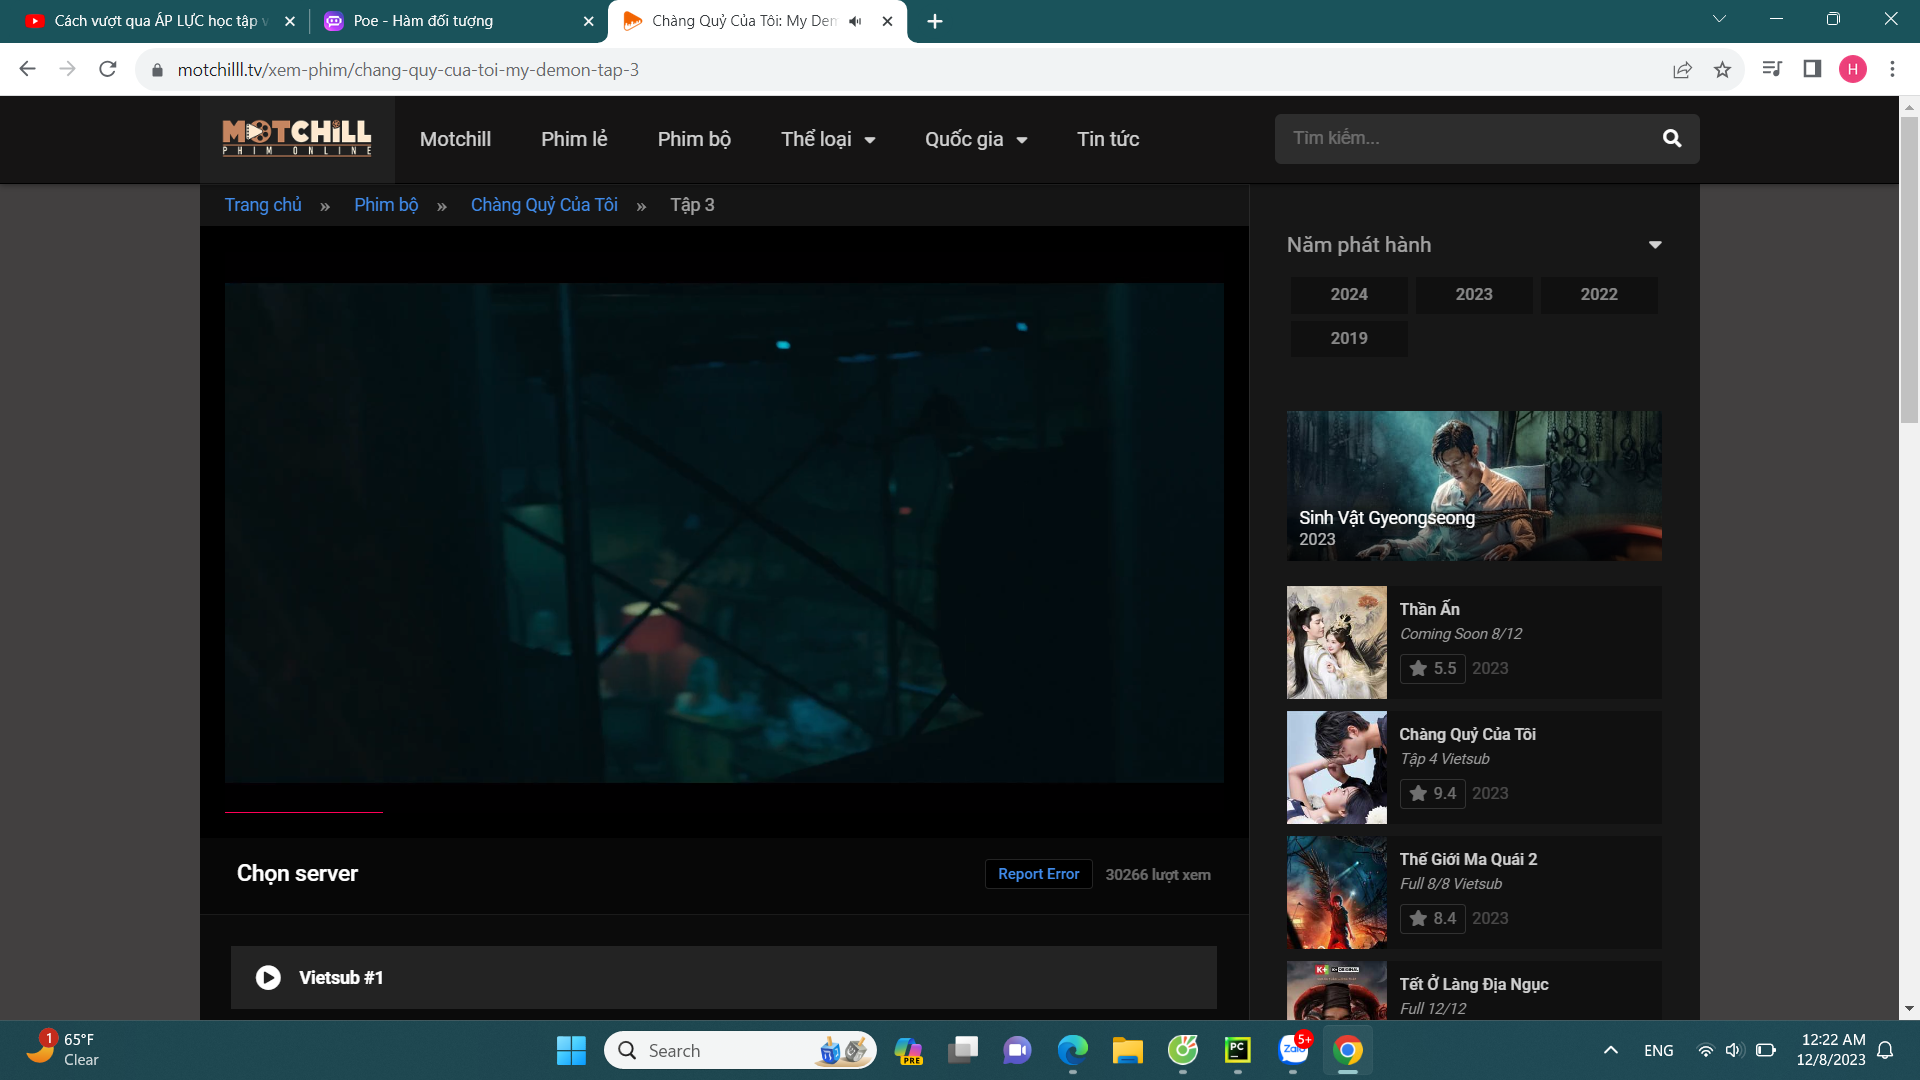 Cách vượt qua ÁP LỰC học tập v
Poe - Hàm đối tượng
Chàng Quỷ Của Tôi: My Dem
motchilll.tv/xem-phim/chang-quy-cua-toi-my-demon-tap-3
H
MOTCHILL
PHIM ONLINE
Motchill
Phim lẻ
Phim bộ
Thể loại
Quốc gia
Tin tức
Tìm kiếm...
Trang chủ » Phim bộ » Chàng Quỷ Của Tôi » Tập 3
Năm phát hành
2024
2023
2022
2019
Sinh Vật Gyeongseong
2023
Thần Ẩn
Coming Soon 8/12
5.5 2023
Chàng Quỷ Của Tôi
Tập 4 Vietsub
9.4 2023
Thế Giới Ma Quái 2
Full 8/8 Vietsub
8.4 2023
K+ K+ ORIGINAL
Tết Ở Làng Địa Ngục
Full 12/12
Chọn server
Report Error
30266 lượt xem
Vietsub #1
1
65°F
Clear
Search
PRE
PC
Zalo
5+
ENG
12:22 AM
12/8/2023